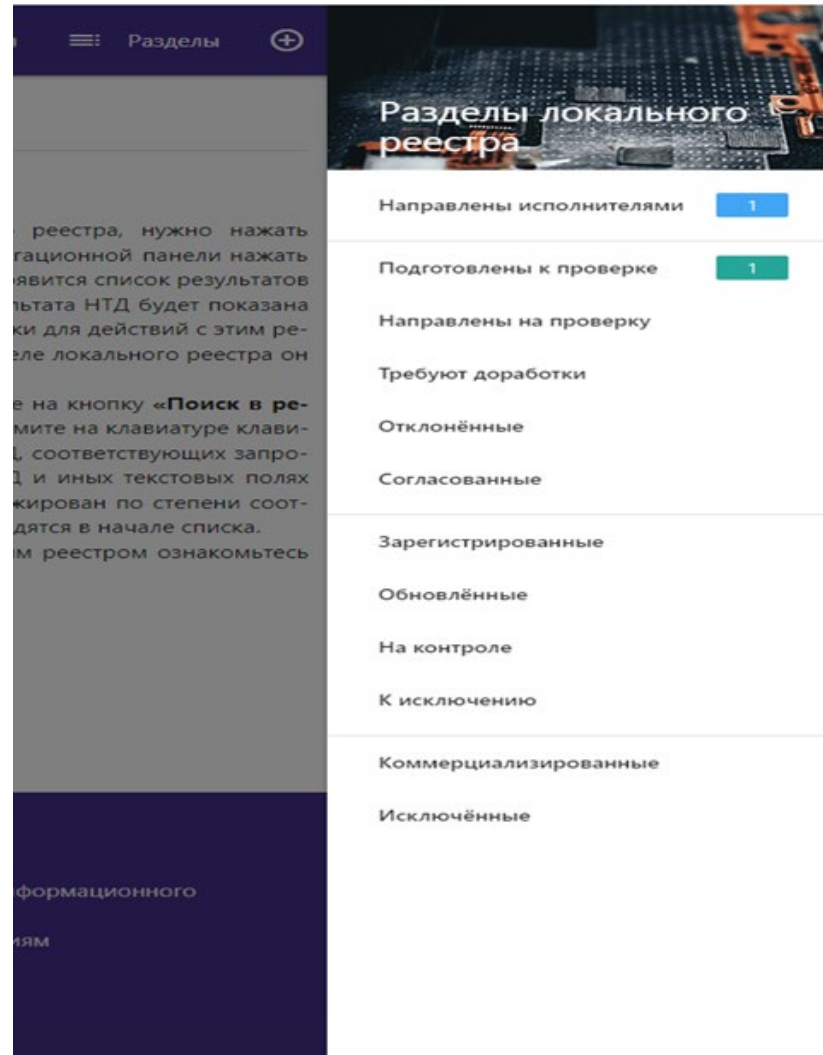 Разделы
Разделы локального
реестра
реестра, нужно нажать
гационной панели нажать
явится список результатов
льтата НТД будет показана
ки для действий с этим ре-
еле локального реестра он
е на кнопку «Поиск в ре-
мите на клавиатуре клави-
, соответствующих запро-
Д и иных текстовых полях
жирован по степени соот-
дятся в начале списка.
м реестром ознакомьтесь
формационного
иям
Направлены исполнителями 1
Подготовлены к проверке 1
Направлены на проверку
Требуют доработки
Отклонённые
Согласованные
Зарегистрированные
Обновлённые
На контроле
К исключению
Коммерциализированные
Исключённые